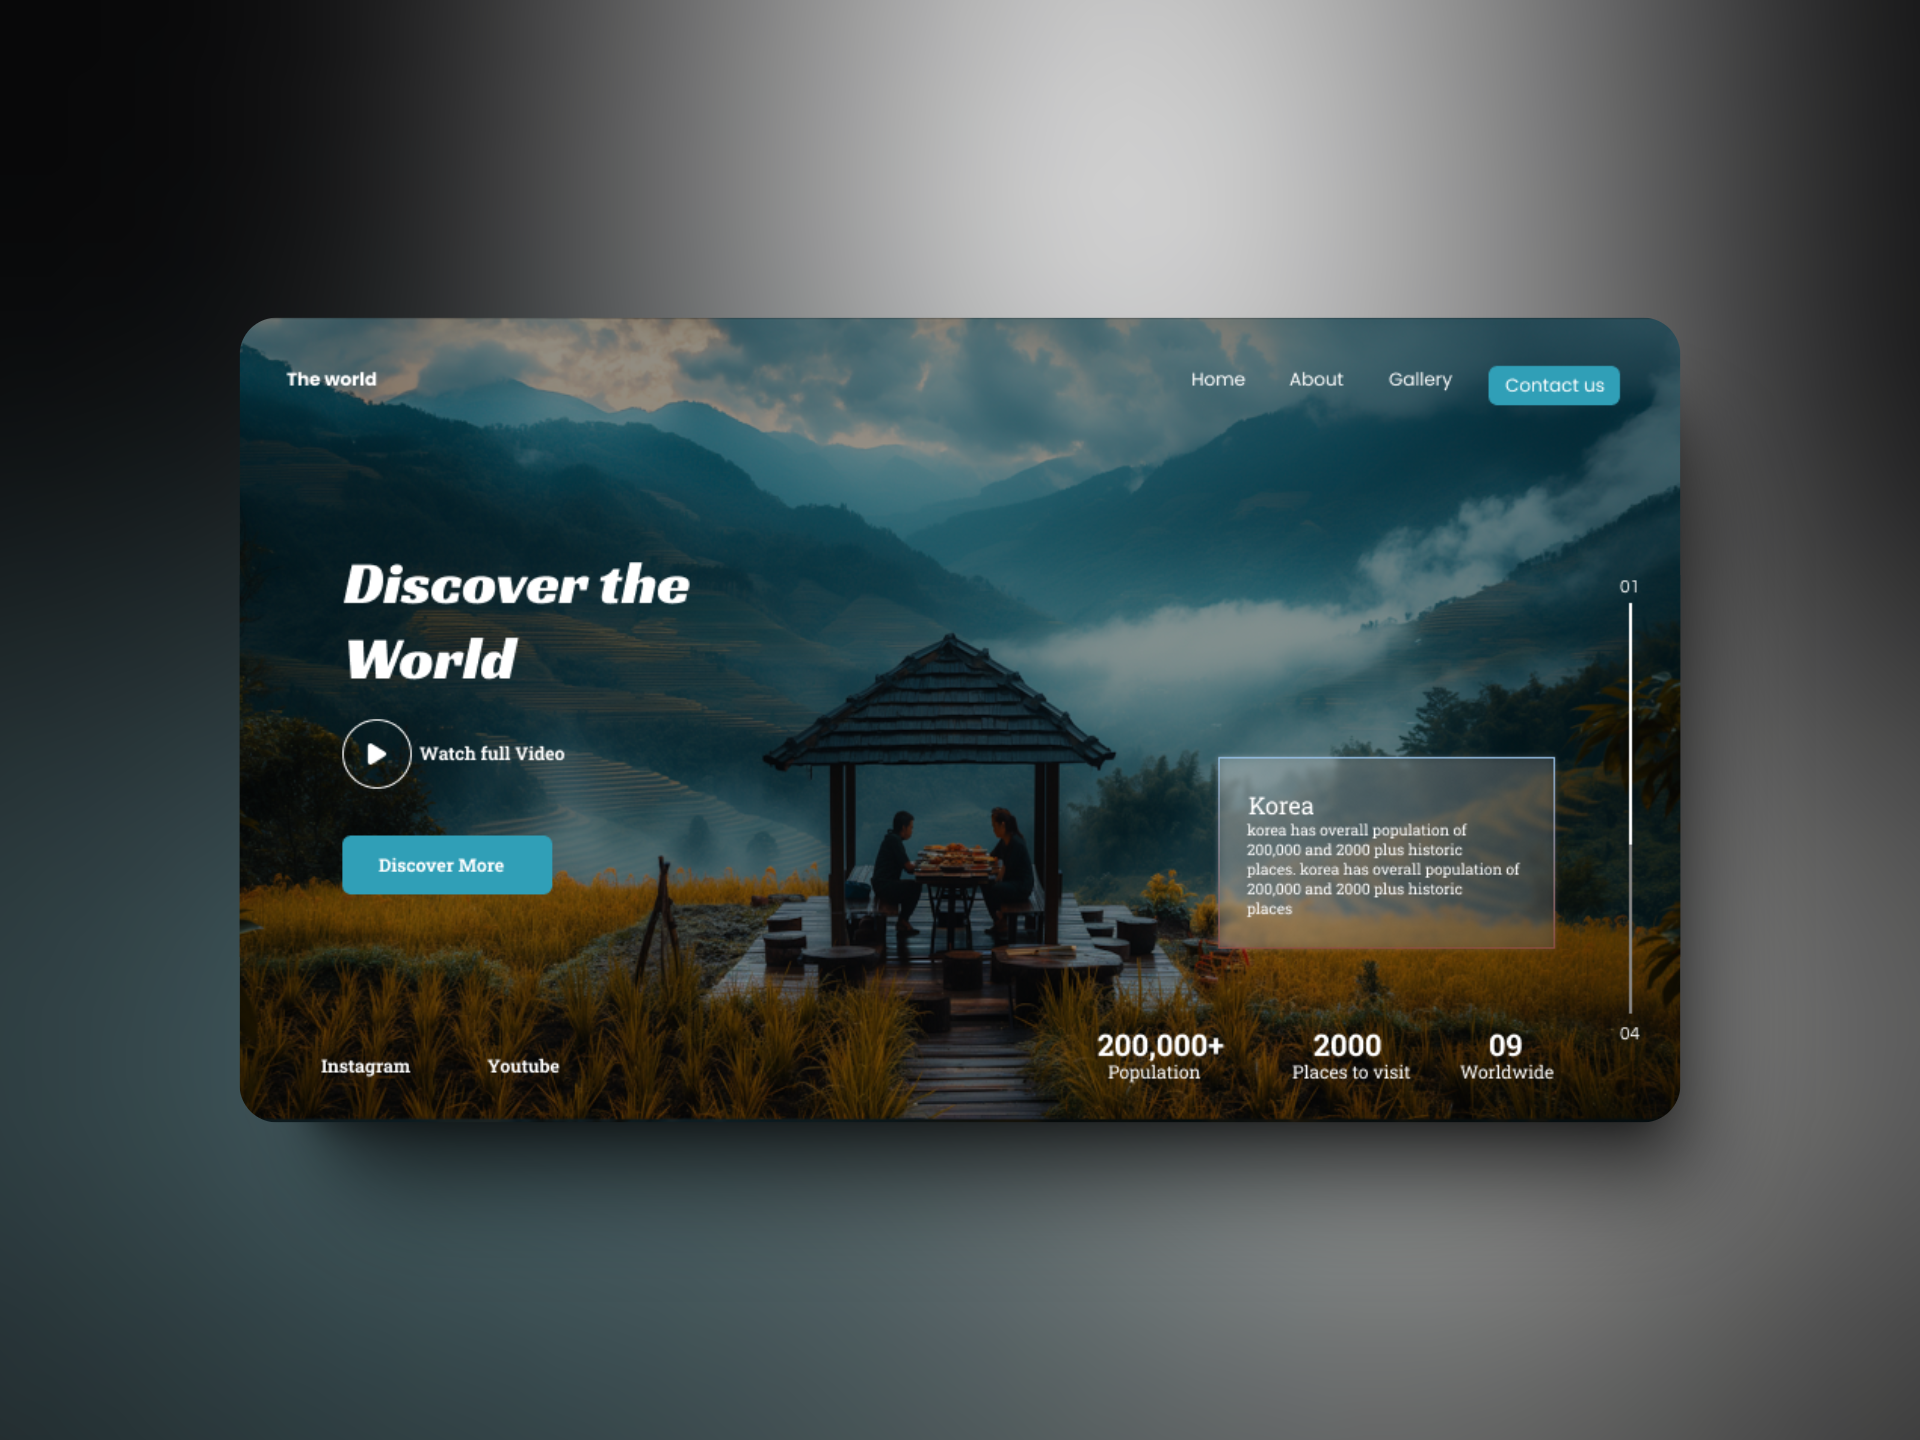 The world
Home
About
Gallery
Contact us
Discover the
World
Watch full Video
Discover More
01
Korea
korea has overall population of
200,000 and 2000 plus historic
places. korea has overall population of
200,000 and 2000 plus historic
places
04
Instagram
Youtube
200,000+
Population
2000
Places to visit
09
Worldwide